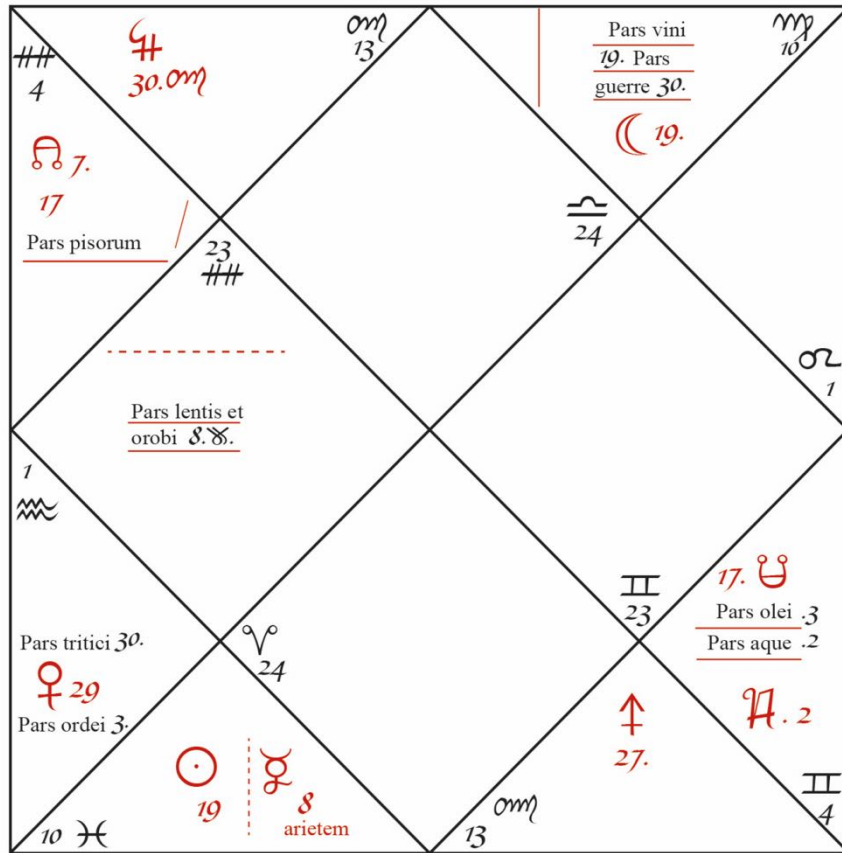 4
30.
13
Pars vini
19. Pars
guerre 30.
10
19.
7.
17
Pars pisorum
23
24
1
Pars lentis et
orobi 8.
1
17.
Pars olei .3
Pars aque .2
23
Pars tritici 30.
29
Pars ordei 3.
24
19
8
arietem
27.
. 2
4
10
13